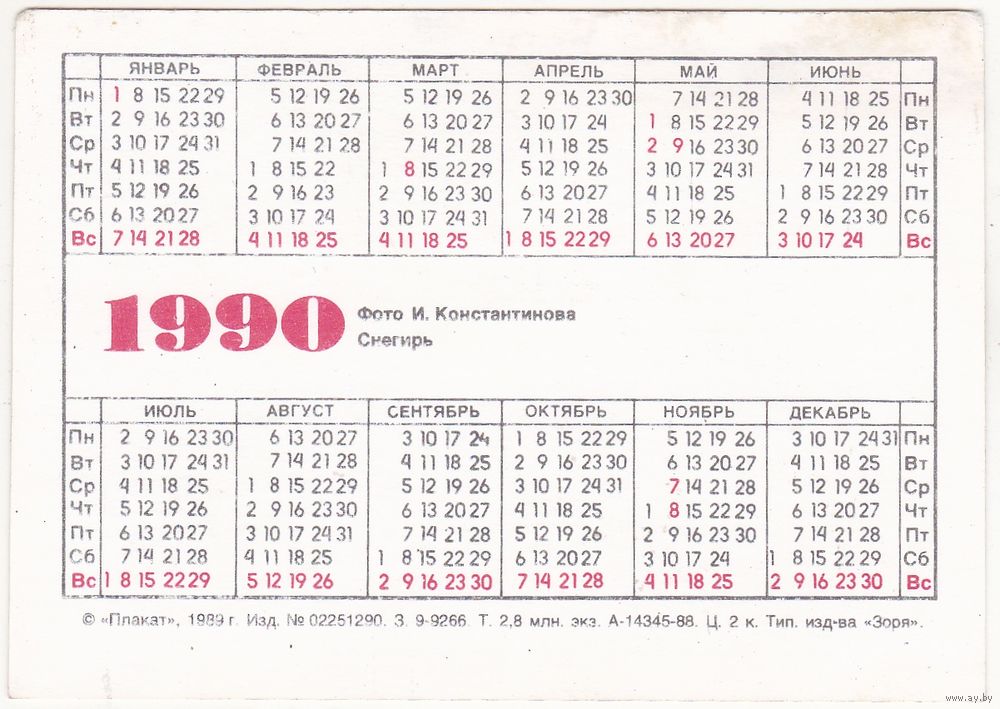 ЯНВАРЬ ФЕВРАЛЬ МАРТ АПРЕЛЬ МАЙ ИЮНЬ
Пн 1 8 15 22 29 5 12 19 26 5 12 19 26 2 9 16 23 30 7 14 21 28 4 11 18 25 Пн
Вт 2 9 16 23 30 6 13 20 27 6 13 20 27 3 10 17 24 1 8 15 22 29 5 12 19 26 Вт
Ср 3 10 17 24 31 7 14 21 28 7 14 21 28 4 11 18 25 2 9 16 23 30 6 13 20 27 Ср
Чт 4 11 18 25 1 8 15 22 1 8 15 22 29 5 12 19 26 3 10 17 24 31 7 14 21 28 Чт
Пт 5 12 19 26 2 9 16 23 2 9 16 23 30 6 13 20 27 4 11 18 25 1 8 15 22 29 Пт
Сб 6 13 20 27 3 10 17 24 3 10 17 24 31 7 14 21 28 5 12 19 26 2 9 16 23 30 Сб
Вс 7 14 21 28 4 11 18 25 4 11 18 25 1 8 15 22 29 6 13 20 27 3 10 17 24 Вс
1990
Фото И. Константинова
Снегирь
ИЮЛЬ АВГУСТ СЕНТЯБРЬ ОКТЯБРЬ НОЯБРЬ ДЕКАБРЬ
Пн 2 9 16 23 30 6 13 20 27 3 10 17 24 1 8 15 22 29 5 12 19 26 3 10 17 24 31 Пн
Вт 3 10 17 24 31 7 14 21 28 4 11 18 25 2 9 16 23 30 6 13 20 27 4 11 18 25 Вт
Ср 4 11 18 25 1 8 15 22 29 5 12 19 26 3 10 17 24 31 7 14 21 28 5 12 19 26 Ср
Чт 5 12 19 26 2 9 16 23 30 6 13 20 27 4 11 18 25 1 8 15 22 29 6 13 20 27 Чт
Пт 6 13 20 27 3 10 17 24 31 7 14 21 28 5 12 19 26 2 9 16 23 30 7 14 21 28 Пт
Сб 7 14 21 28 4 11 18 25 1 8 15 22 29 6 13 20 27 3 10 17 24 1 8 15 22 29 Сб
Вс 1 8 15 22 29 5 12 19 26 2 9 16 23 30 7 14 21 28 4 11 18 25 2 9 16 23 30 Вс
© «Плакат», 1989 г. Изд. № 02251290. З. 9-9266. Т. 2,8 млн. экз. А-14345-88. Ц. 2 к. Тип. изд-ва «Зоря».
www.ay.by